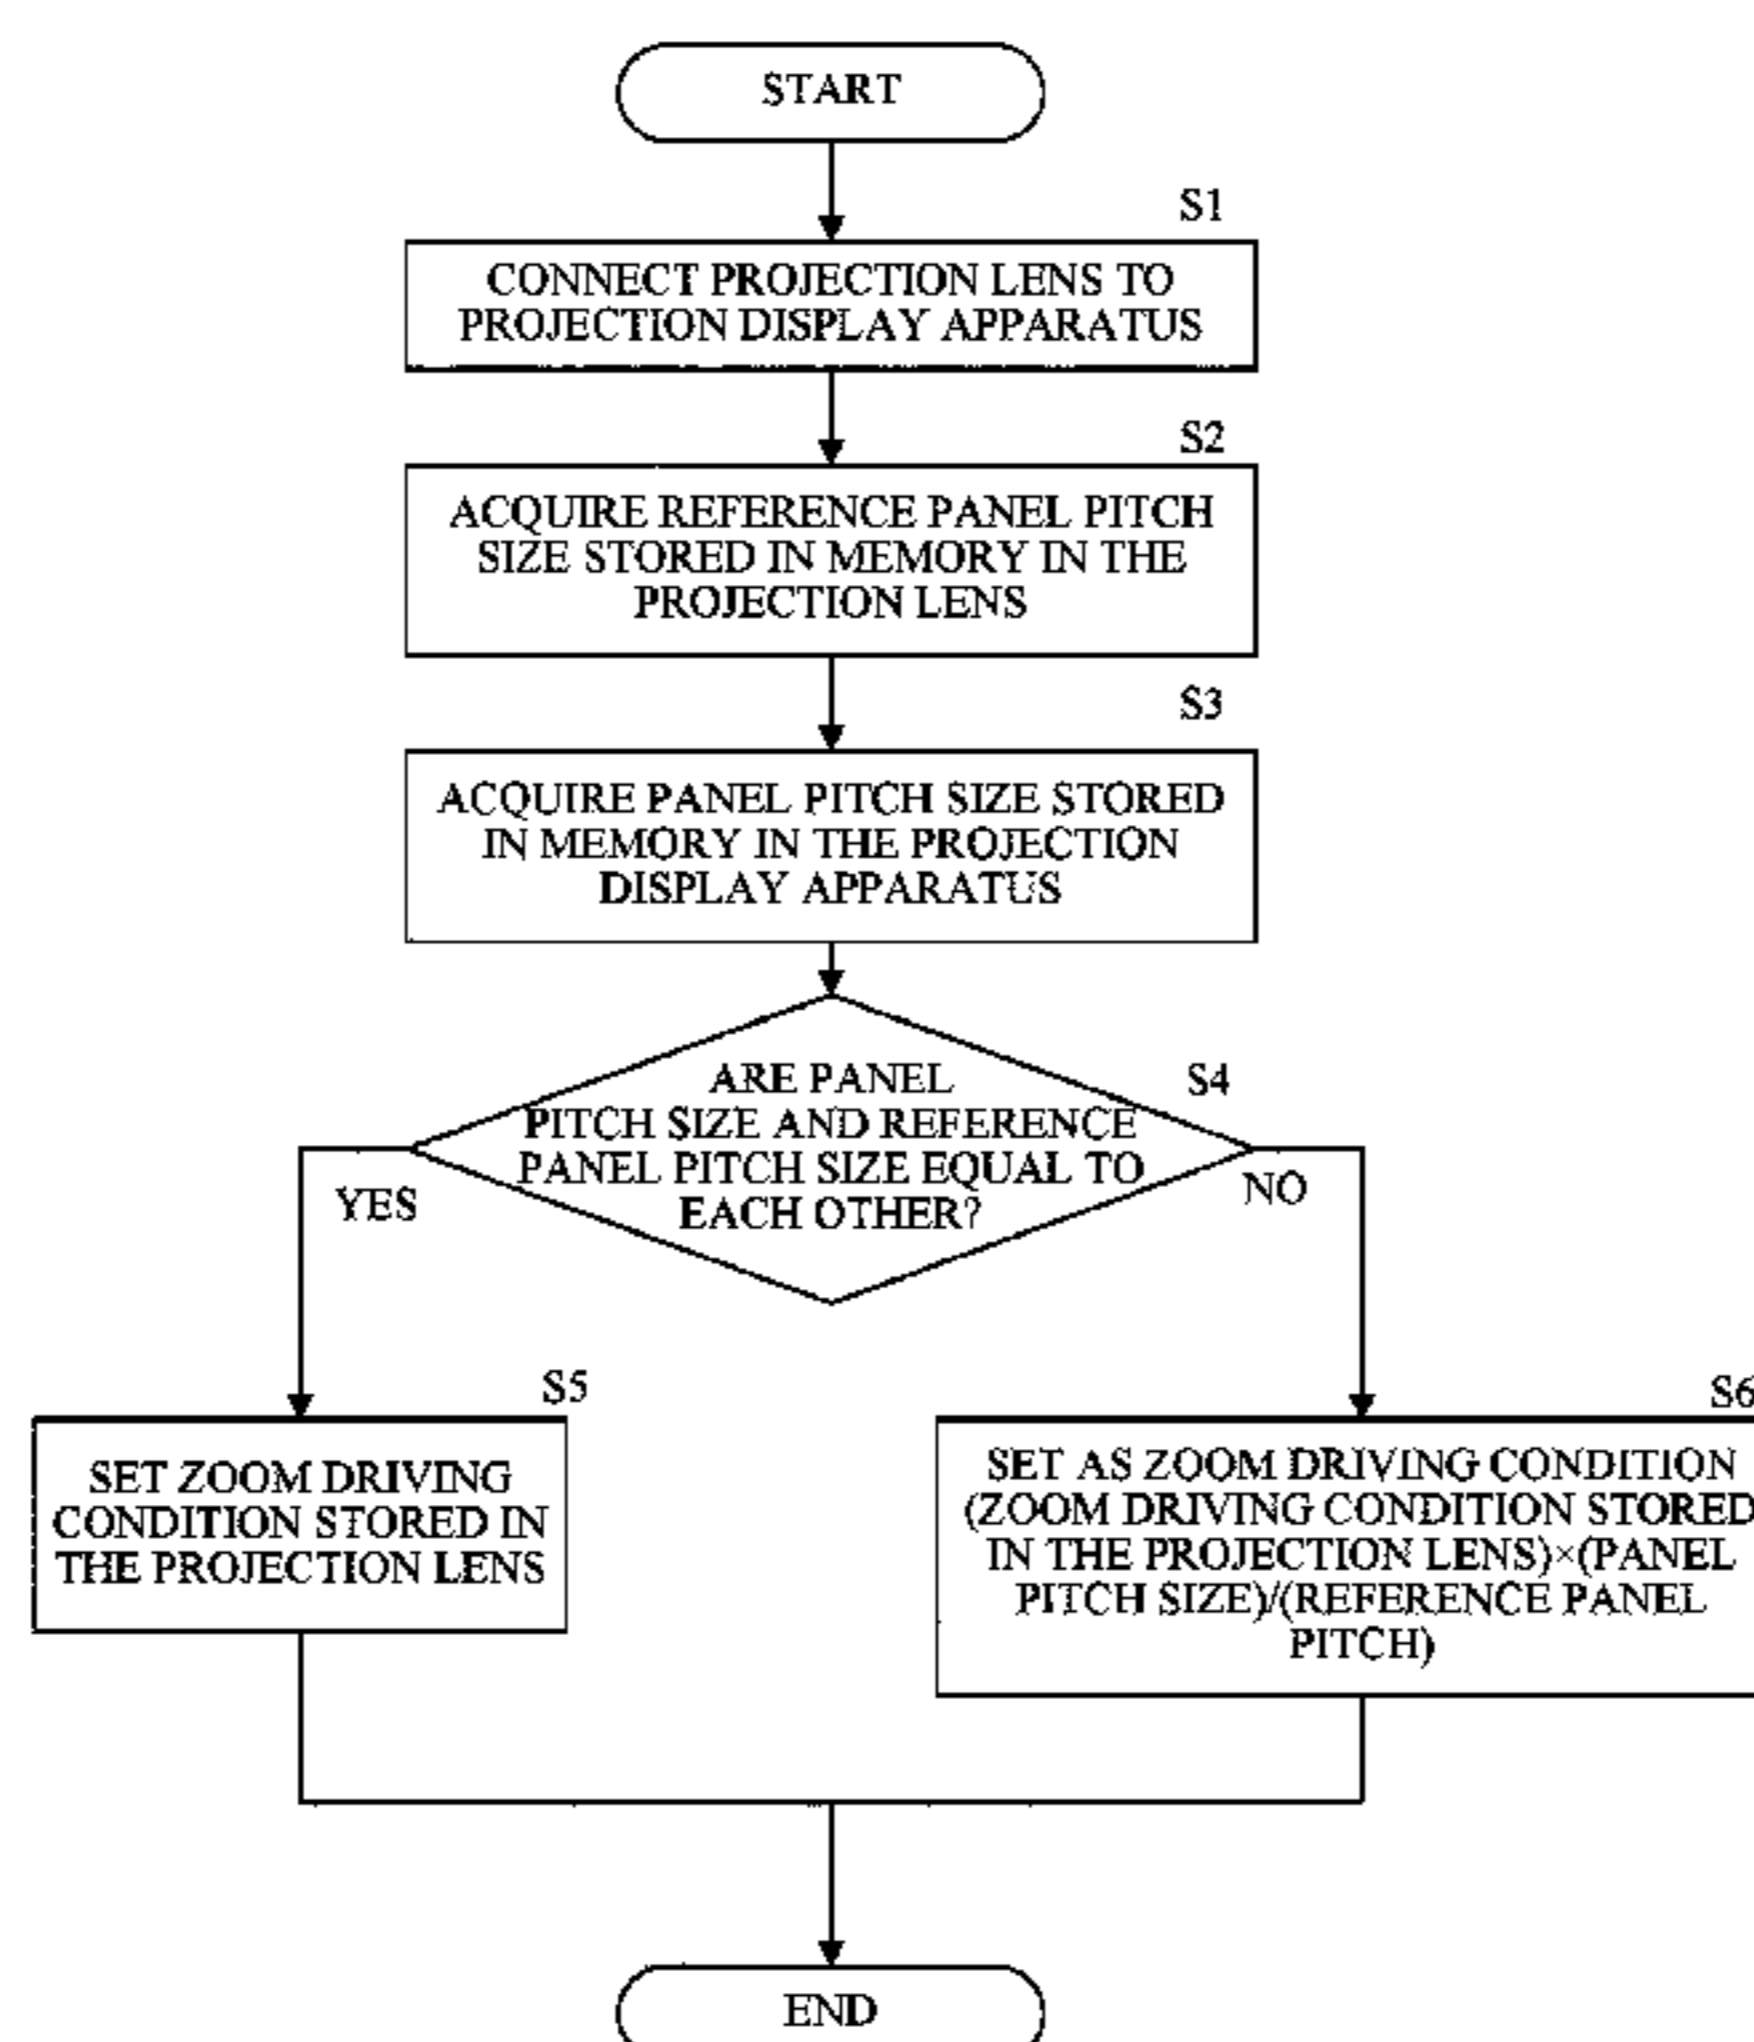 START
S1
CONNECT PROJECTION LENS TO
PROJECTION DISPLAY APPARATUS
S2
ACQUIRE REFERENCE PANEL PITCH
SIZE STORED IN MEMORY IN THE
PROJECTION LENS
S3
ACQUIRE PANEL PITCH SIZE STORED
IN MEMORY IN THE PROJECTION
DISPLAY APPARATUS
S4
ARE PANEL
PITCH SIZE AND REFERENCE
PANEL PITCH SIZE EQUAL TO
EACH OTHER?
YES
NO
S5
SET ZOOM DRIVING
CONDITION STORED IN
THE PROJECTION LENS
S6
SET AS ZOOM DRIVING CONDITION
(ZOOM DRIVING CONDITION STORED
IN THE PROJECTION LENS)×(PANEL
PITCH SIZE)/(REFERENCE PANEL
PITCH)
END